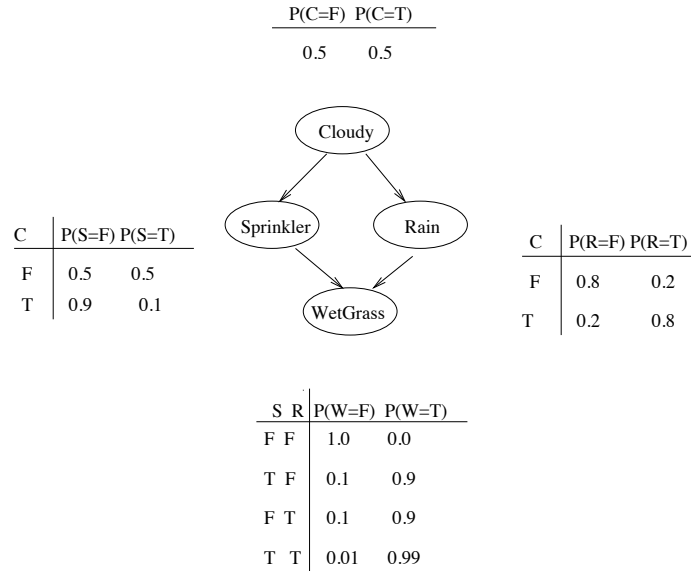 P(C=F) P(C=T)
0.5 0.5
Cloudy
Sprinkler Rain
WetGrass
C P(S=F) P(S=T)
F 0.5 0.5
T 0.9 0.1
C P(R=F) P(R=T)
F 0.8 0.2
T 0.2 0.8
S R P(W=F) P(W=T)
F F 1.0 0.0
T F 0.1 0.9
F T 0.1 0.9
T T 0.01 0.99